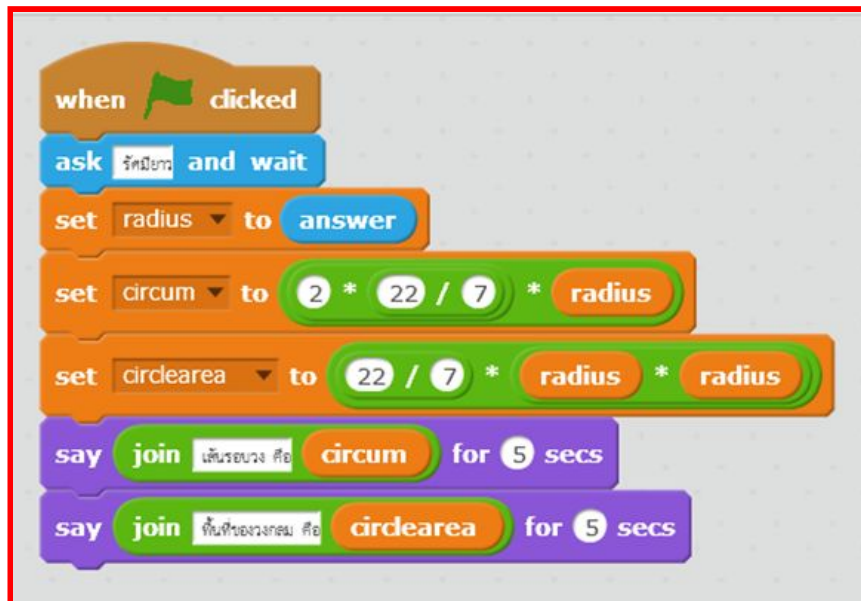 when clicked
ask รัศมียาว and wait
set radius to answer
set circum to 2 * 22 / 7 * radius
set circlearea to 22 / 7 * radius * radius
say join เส้นรอบวง คือ circum for 5 secs
say join พื้นที่ของวงกลม คือ circlearea for 5 secs